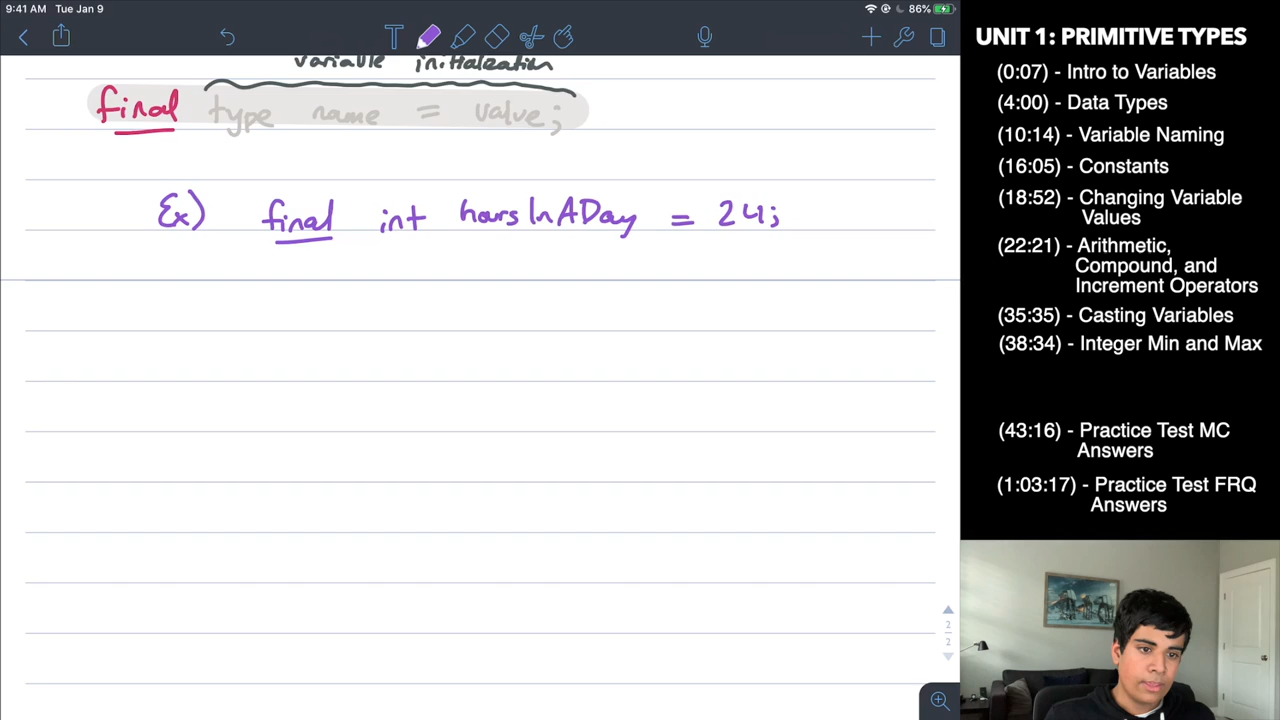 9:41 AM Tue Jan 9
86%
variable initialization
final type name = value;
Ex) final int hoursInADay = 24;
2
2
UNIT 1: PRIMITIVE TYPES
(0:07) - Intro to Variables
(4:00) - Data Types
(10:14) - Variable Naming
(16:05) - Constants
(18:52) - Changing Variable
Values
(22:21) - Arithmetic,
Compound, and
Increment Operators
(35:35) - Casting Variables
(38:34) - Integer Min and Max
(43:16) - Practice Test MC
Answers
(1:03:17) - Practice Test FRQ
Answers